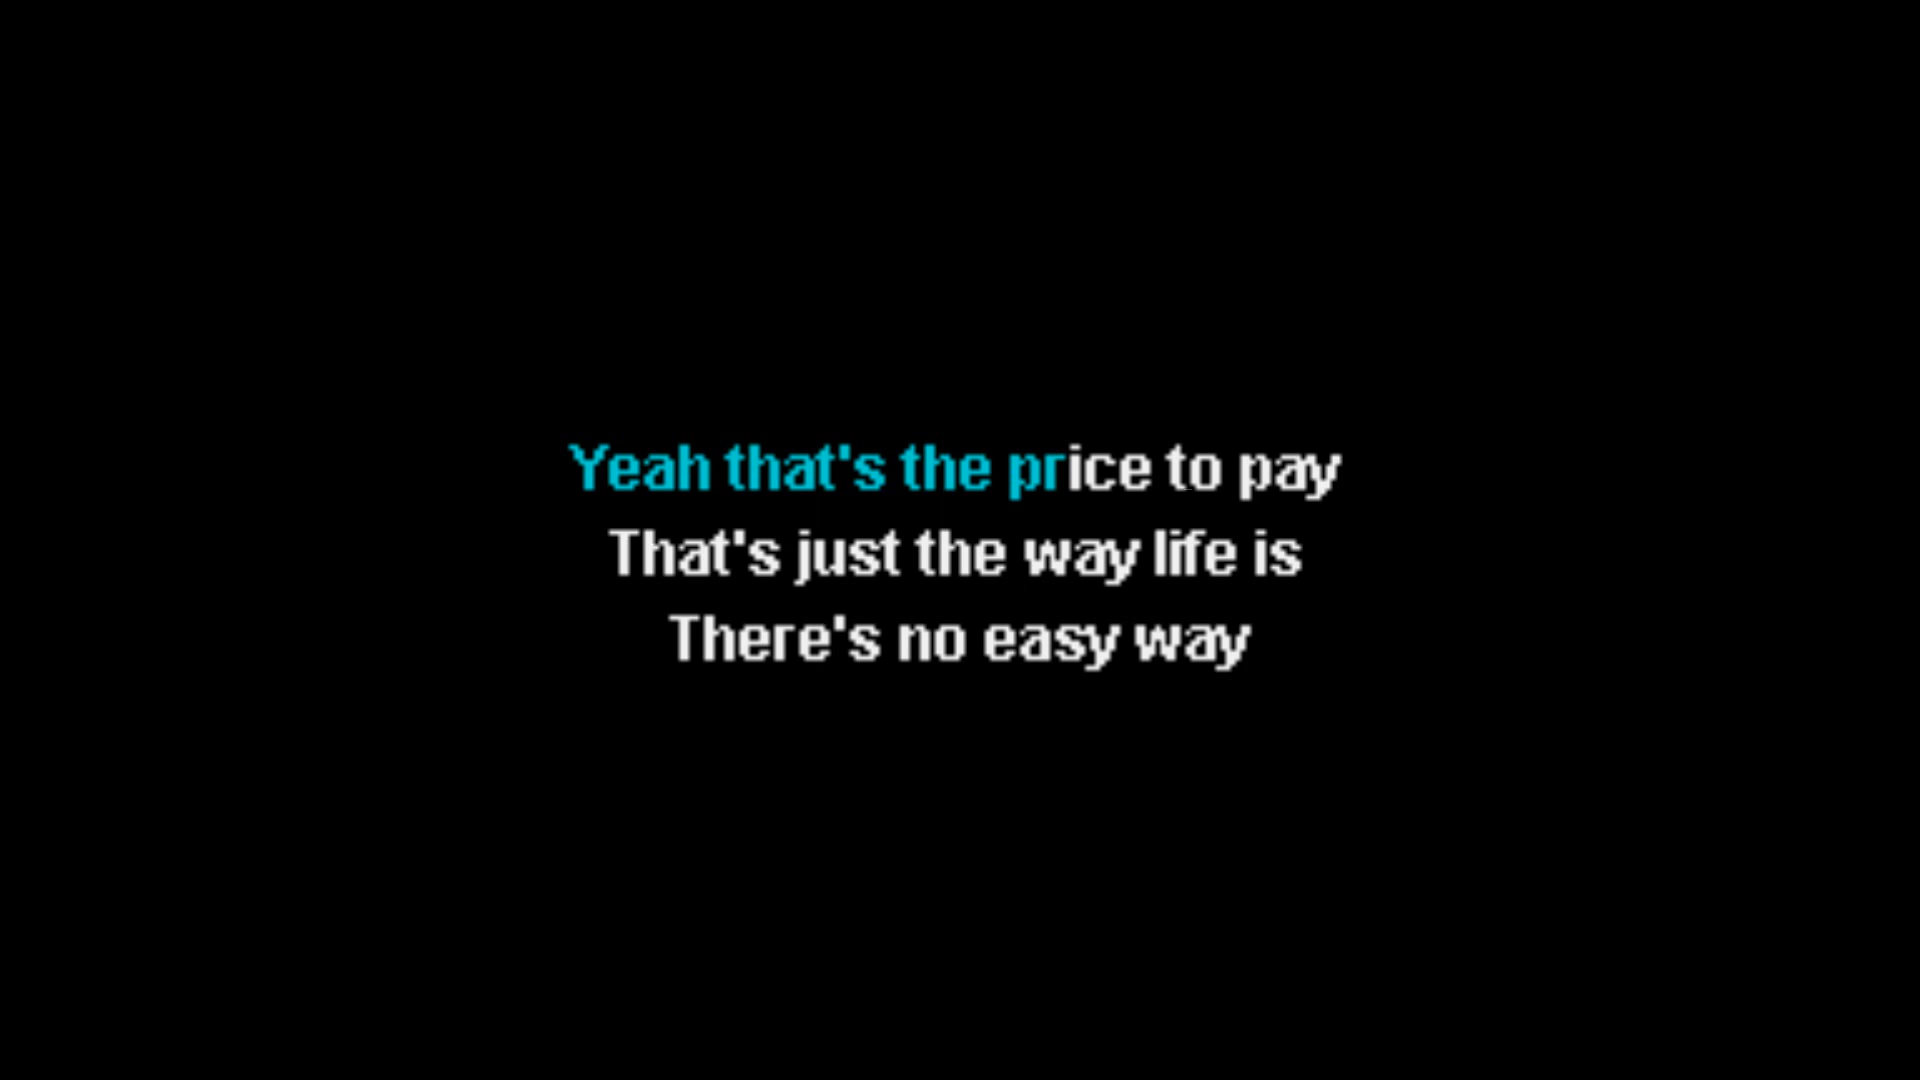 Yeah that's the price to pay
That's just the way life is
There's no easy way